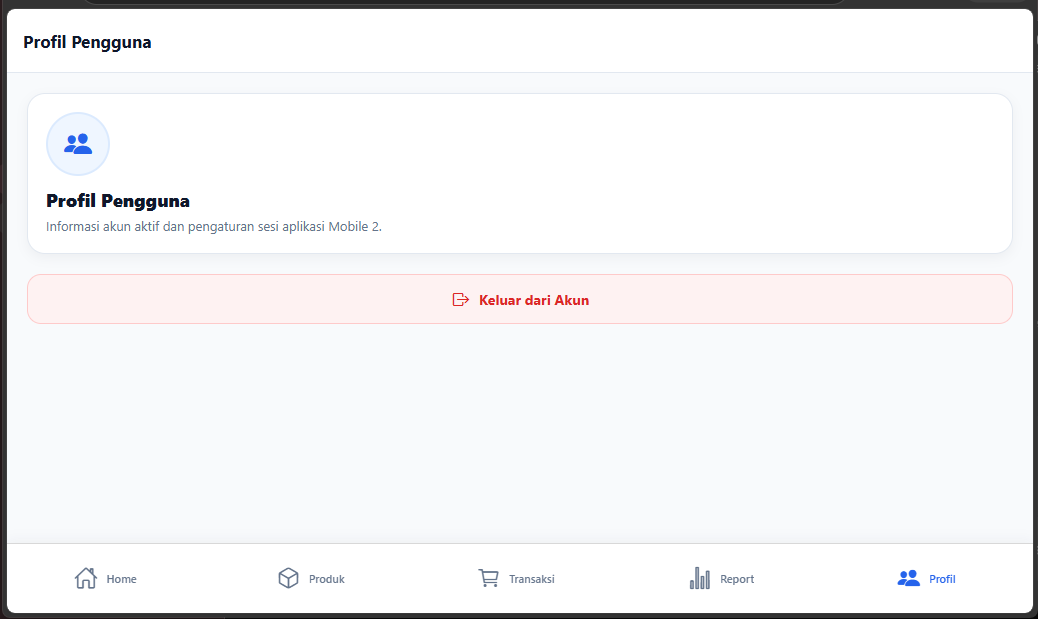 Profil Pengguna
Profil Pengguna
Informasi akun aktif dan pengaturan sesi aplikasi Mobile 2.
Keluar dari Akun
Home
Produk
Transaksi
Report
Profil